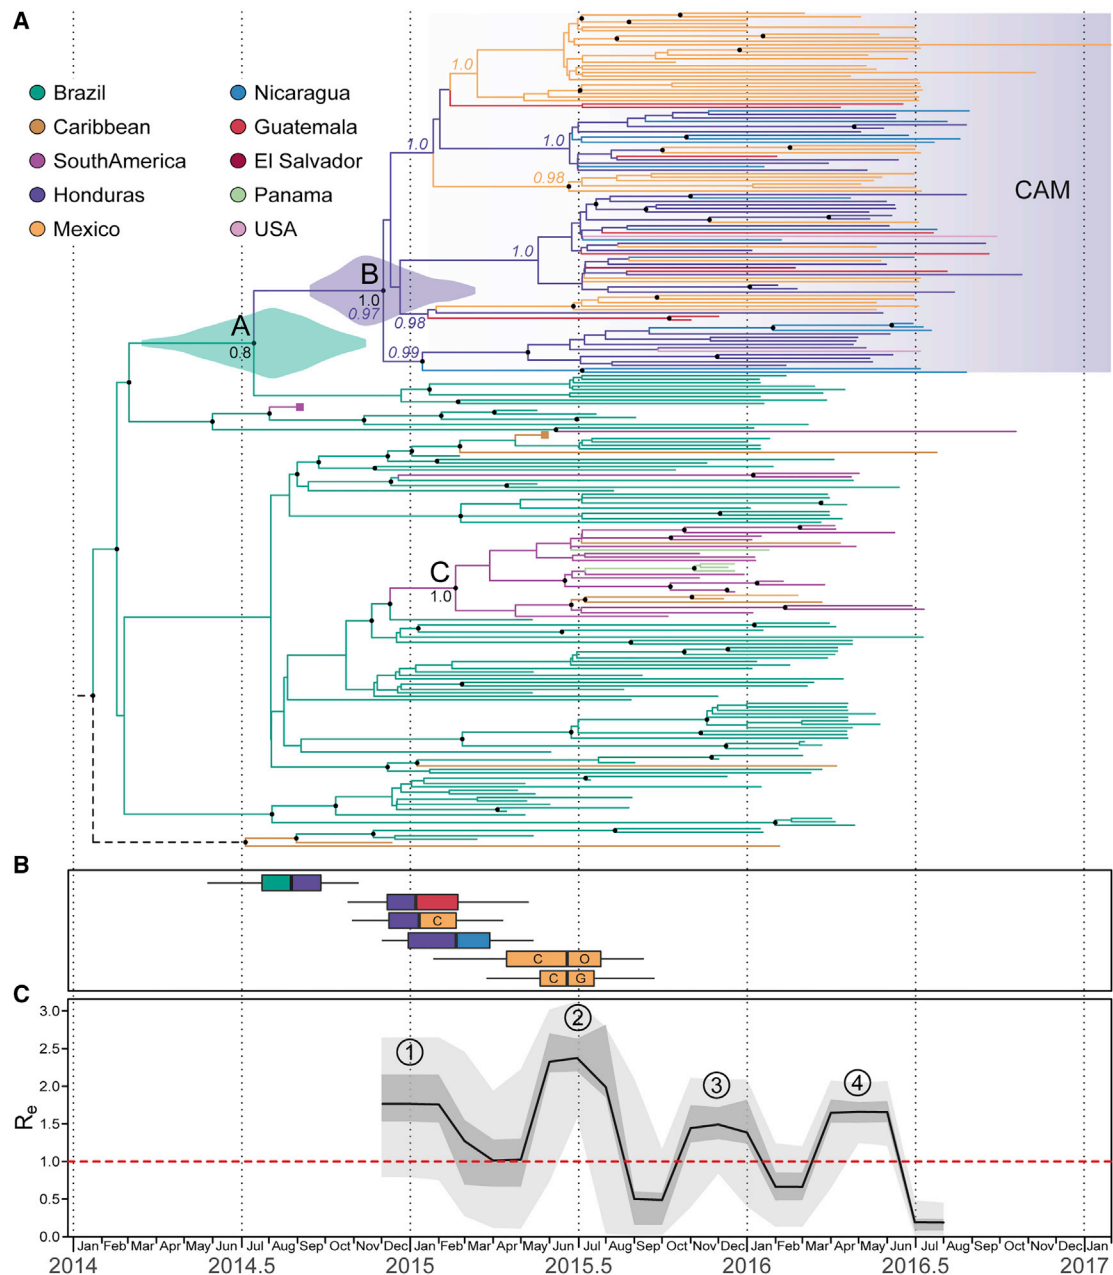 A
Brazil
Caribbean
SouthAmerica
Honduras
Mexico
Nicaragua
Guatemala
El Salvador
Panama
USA
1.0
1.0
1.0
0.98
CAM
1.0
B
1.0
0.97
0.98
A
0.8
0.99
C
1.0
B
C
C O
C G
C
Re
3.0
2.5
2.0
1.5
1.0
0.5
0.0
1
2
3
4
Jan Feb Mar Apr May Jun Jul Aug Sep Oct Nov Dec Jan Feb Mar Apr May Jun Jul Aug Sep Oct Nov Dec Jan Feb Mar Apr May Jun Jul Aug Sep Oct Nov Dec Jan
2014 2014.5 2015 2015.5 2016 2016.5 2017